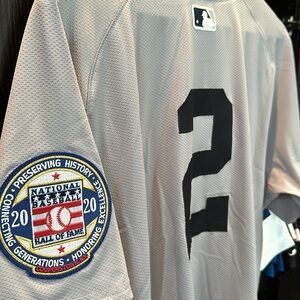 PRESERVING HISTORY •
HONORING EXCELLENCE •
CONNECTING GENERATIONS •
NATIONAL
BASEBALL
20 20
HALL OF FAME
2